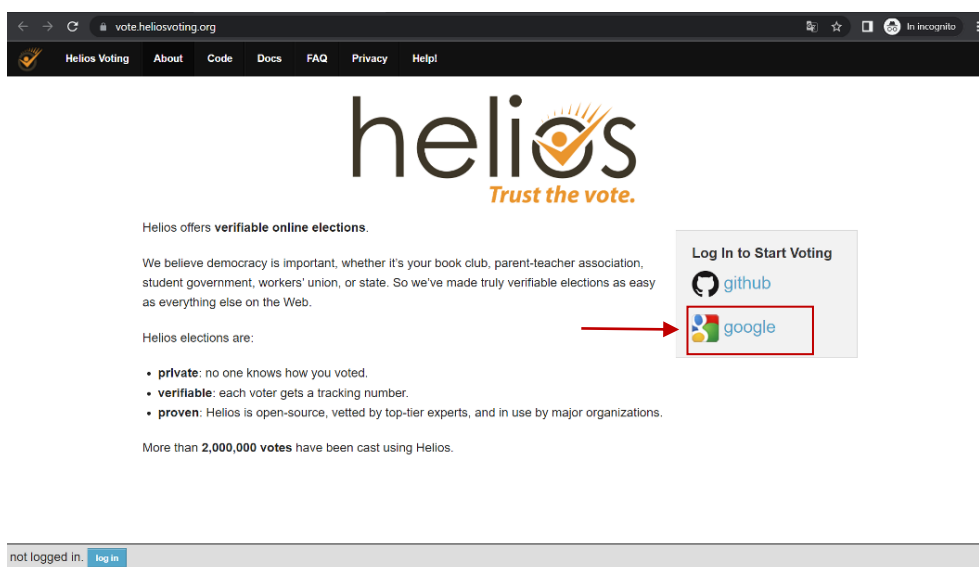 vote.heliosvoting.org
In incognito
Helios Voting About Code Docs FAQ Privacy Help!
helios
Trust the vote.
Helios offers verifiable online elections.
We believe democracy is important, whether it's your book club, parent-teacher association,
student government, workers' union, or state. So we've made truly verifiable elections as easy
as everything else on the Web.
Helios elections are:
• private: no one knows how you voted.
• verifiable: each voter gets a tracking number.
• proven: Helios is open-source, vetted by top-tier experts, and in use by major organizations.
More than 2,000,000 votes have been cast using Helios.
Log In to Start Voting
github
google
not logged in. log in